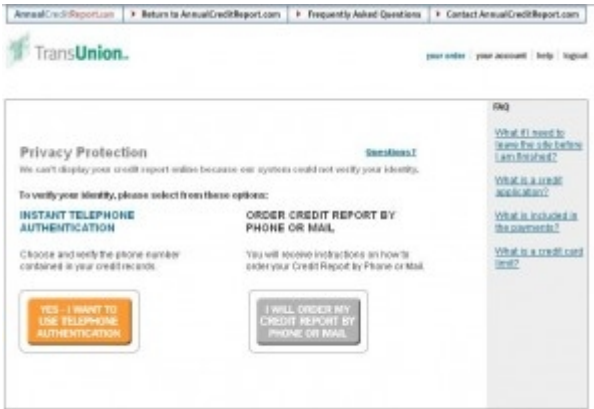 AnnualCreditReport.com Return to AnnualCreditReport.com Frequently Asked Questions Contact AnnualCreditReport.com
TransUnion.
your order your account help logout
FAQ
What if I need to
leave the site before
I am finished?
What is a credit
application?
What is included in
the payments?
What is a credit card
limit?
Privacy Protection Questions?
We can't display your credit report online because our system could not verify your identity.
To verify your identity, please select from these options:
INSTANT TELEPHONE
AUTHENTICATION
Choose and verify the phone number
contained in your credit records.
YES - I WANT TO
USE TELEPHONE
AUTHENTICATION
ORDER CREDIT REPORT BY
PHONE OR MAIL
You will receive instructions on how to
order your Credit Report by Phone or Mail.
I WILL ORDER MY
CREDIT REPORT BY
PHONE OR MAIL